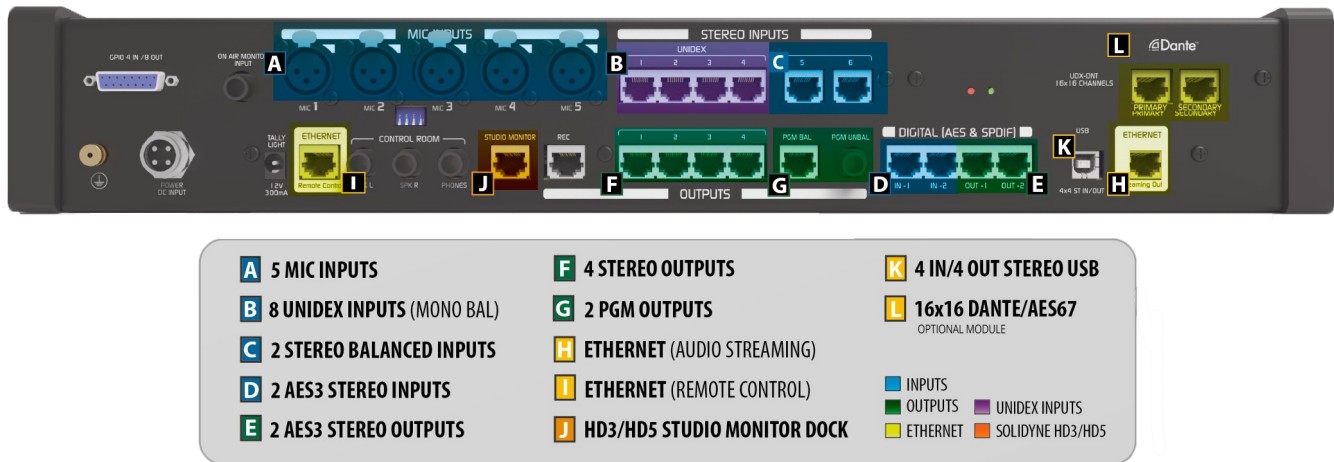 MIC INPUTS
STEREO INPUTS
L
Dante™
GPIO 4 IN /8 OUT
ON AIR MONITOR
INPUT
A
B
UNIDEX
1 2 3 4
C
5 6
UDX-DNT
16x16 CHANNELS
PRIMARY SECONDARY
PRIMARY SECONDARY
MIC 1 MIC 2 MIC 3 MIC 4 MIC 5
TALLY
LIGHT
ETHERNET
CONTROL ROOM
STUDIO MONITOR
REC
1 2 3 4
PGM BAL PGM UNBAL
DIGITAL [AES & SPDIF]
USB
ETHERNET
K
POWER
DC INPUT
12V
300mA
Remote Control
I
L SPK R PHONES
J
F
G
D
IN -1 IN -2 OUT -1 OUT -2
E
4x4 ST IN/OUT
H
Streaming Out
OUTPUTS
A 5 MIC INPUTS
B 8 UNIDEX INPUTS (MONO BAL)
C 2 STEREO BALANCED INPUTS
D 2 AES3 STEREO INPUTS
E 2 AES3 STEREO OUTPUTS
F 4 STEREO OUTPUTS
G 2 PGM OUTPUTS
H ETHERNET (AUDIO STREAMING)
I ETHERNET (REMOTE CONTROL)
J HD3/HD5 STUDIO MONITOR DOCK
K 4 IN/4 OUT STEREO USB
L 16x16 DANTE/AES67
OPTIONAL MODULE
INPUTS
OUTPUTS
UNIDEX INPUTS
ETHERNET
SOLIDYNE HD3/HD5